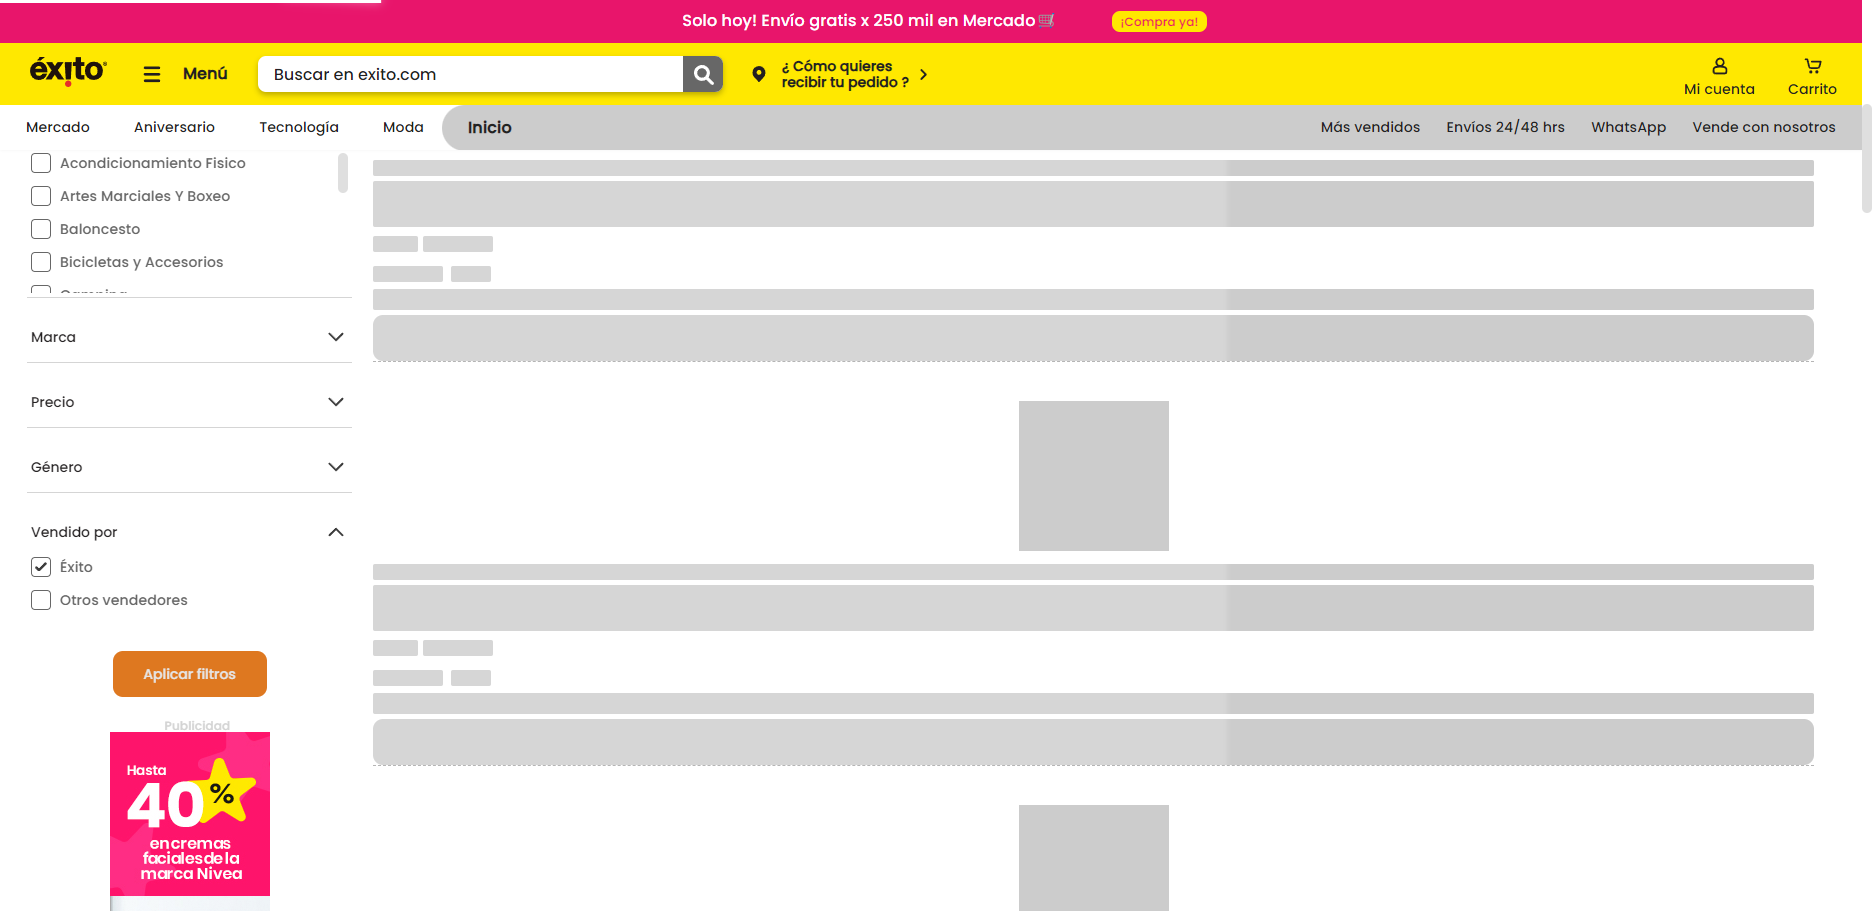 Solo hoy! Envío gratis x 250 mil en Mercado
¡Compra ya!
éxito
Menú
Buscar en exito.com
¿ Cómo quieres
recibir tu pedido ?
Mi cuenta
Carrito
Mercado
Aniversario
Tecnología
Moda
Inicio
Más vendidos
Envíos 24/48 hrs
WhatsApp
Vende con nosotros
Acondicionamiento Fisico
Artes Marciales Y Boxeo
Baloncesto
Bicicletas y Accesorios
Marca
Precio
Género
Vendido por
Éxito
Otros vendedores
Aplicar filtros
Publicidad
Hasta
40%
en cremas
faciales de la
marca Nivea